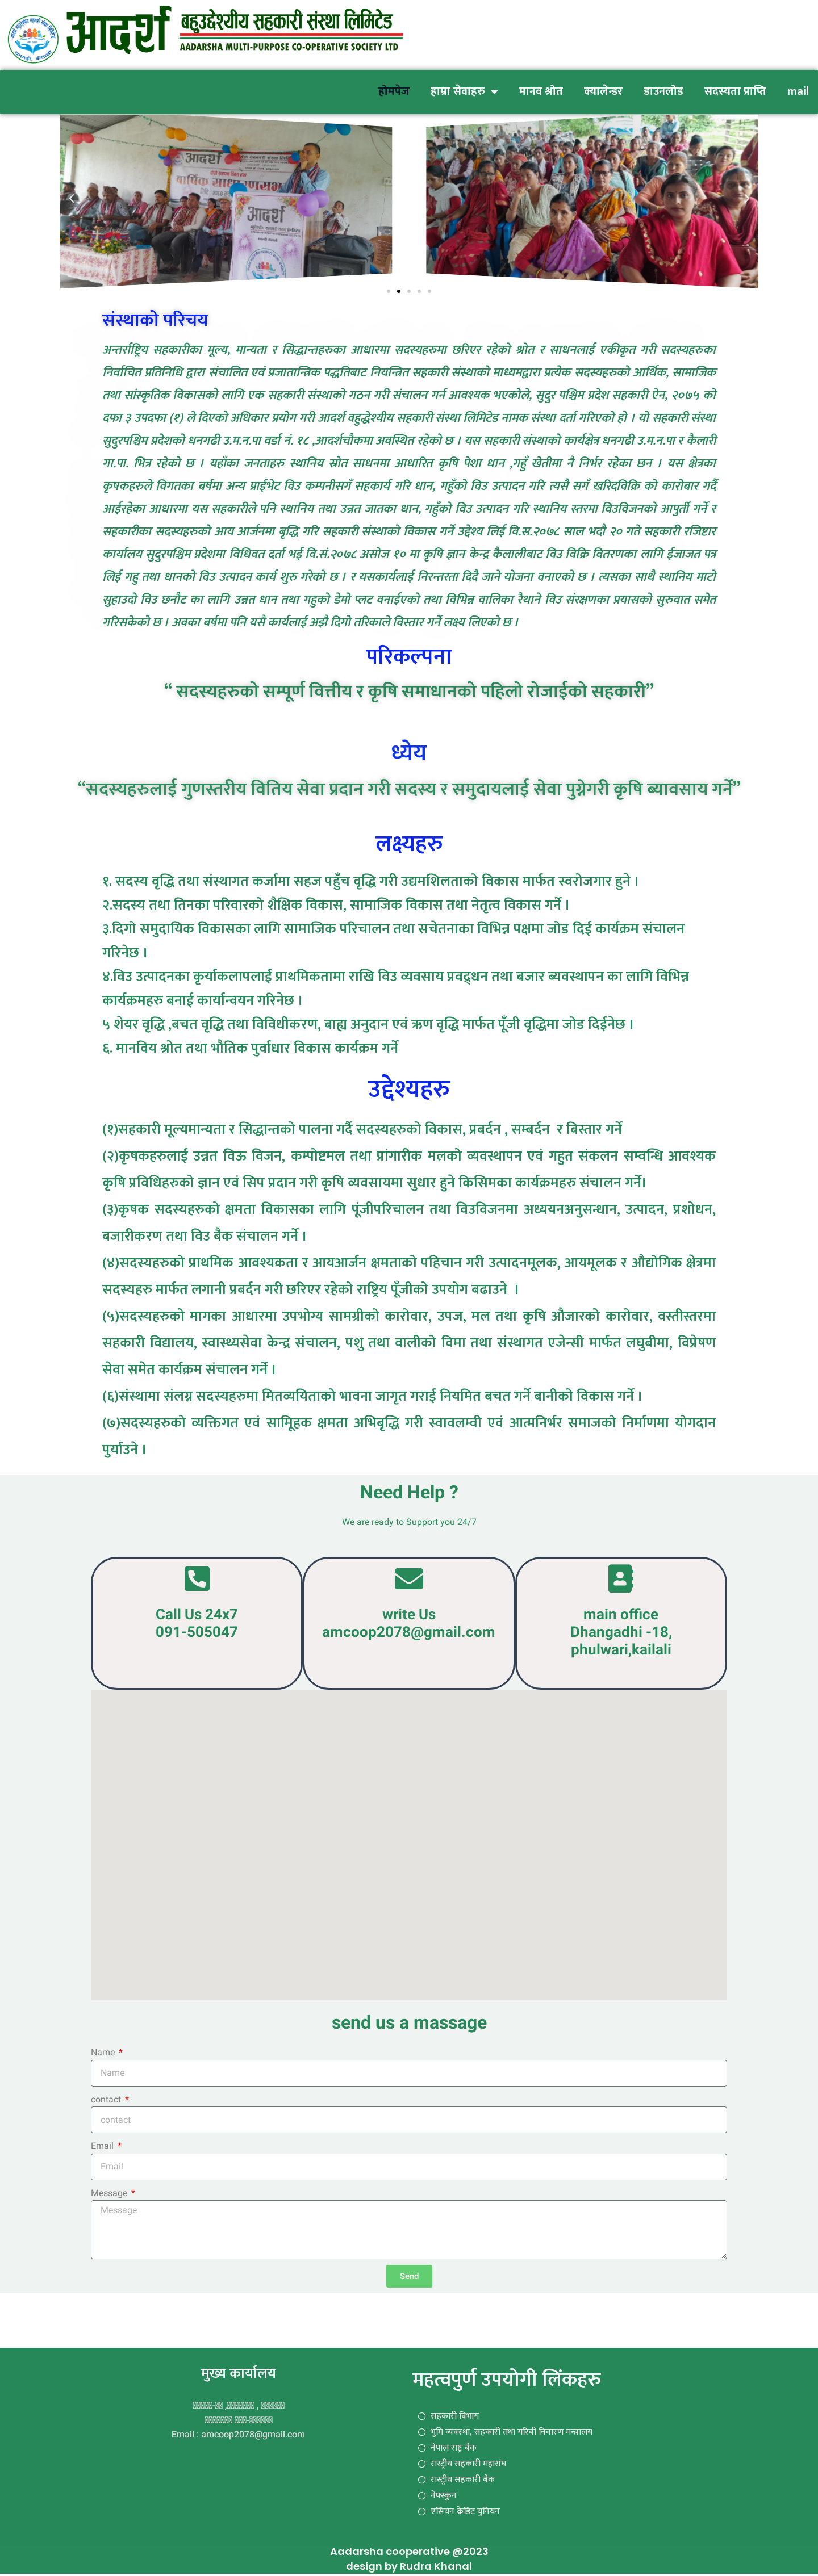 आदर्श बहुउद्देश्यीय सहकारी संस्था लिमिटेड
AADARSHA MULTI-PURPOSE CO-OPERATIVE SOCIETY LTD
होमपेज हाम्रा सेवाहरु मानव श्रोत क्यालेन्डर डाउनलोड सदस्यता प्राप्ति mail
आदर्श
वार्षिक साधारणसभा
आदर्श
संस्थाको परिचय
अन्तर्राष्ट्रिय सहकारीका मूल्य, मान्यता र सिद्धान्तहरुका आधारमा सदस्यहरुमा छरिएर रहेको श्रोत र साधनलाई एकीकृत गरी सदस्यहरुका
निर्वाचित प्रतिनिधि द्वारा संचालित एवं प्रजातान्त्रिक पद्धतिबाट नियन्त्रित सहकारी संस्थाको माध्यमद्वारा प्रत्येक सदस्यहरुको आर्थिक, सामाजिक
तथा सांस्कृतिक विकासको लागि एक सहकारी संस्थाको गठन गरी संचालन गर्न आवश्यक भएकोले, सुदुर पश्चिम प्रदेश सहकारी ऐन, २०७५ को
दफा ३ उपदफा (१) ले दिएको अधिकार प्रयोग गरी आदर्श वहुद्धेश्यीय सहकारी संस्था लिमिटेड नामक संस्था दर्ता गरिएको हो । यो सहकारी संस्था
सुदुरपश्चिम प्रदेशको धनगढी उ.म.न.पा वर्डा नं. १८ ,आदर्शचौकमा अवस्थित रहेको छ । यस सहकारी संस्थाको कार्यक्षेत्र धनगढी उ.म.न.पा र कैलारी
गा.पा. भित्र रहेको छ । यहाँका जनताहरु स्थानिय स्रोत साधनमा आधारित कृषि पेशा धान ,गहुँ खेतीमा नै निर्भर रहेका छन । यस क्षेत्रका
कृषकहरुले विगतका बर्षमा अन्य प्राईभेट विउ कम्पनीसगँ सहकार्य गरि धान, गहुँको विउ उत्पादन गरि त्यसै सगँ खरिदविक्रि को कारोबार गर्दै
आईरहेका आधारमा यस सहकारीले पनि स्थानिय तथा उन्नत जातका धान, गहुँको विउ उत्पादन गरि स्थानिय स्तरमा विउविजनको आपुर्ती गर्ने र
सहकारीका सदस्यहरुको आय आर्जनमा बृद्धि गरि सहकारी संस्थाको विकास गर्ने उद्देश्य लिई वि.स.२०७८ साल भदौ २० गते सहकारी रजिष्टार
कार्यालय सुदुरपश्चिम प्रदेशमा विधिवत दर्ता भई वि.सं.२०७८ असोज १० मा कृषि ज्ञान केन्द्र कैलालीबाट विउ विक्रि वितरणका लागि ईजाजत पत्र
लिई गहु तथा धानको विउ उत्पादन कार्य शुरु गरेको छ । र यसकार्यलाई निरन्तरता दिदै जाने योजना वनाएको छ । त्यसका साथै स्थानिय माटो
सुहाउदो विउ छनौट का लागि उन्नत धान तथा गहुको डेमो प्लट वनाईएको तथा विभिन्न वालिका रैथाने विउ संरक्षणका प्रयासको सुरुवात समेत
गरिसकेको छ । अवका बर्षमा पनि यसै कार्यलाई अझै दिगो तरिकाले विस्तार गर्ने लक्ष्य लिएको छ ।
परिकल्पना
“ सदस्यहरुको सम्पूर्ण वित्तीय र कृषि समाधानको पहिलो रोजाईको सहकारी”
ध्येय
“सदस्यहरुलाई गुणस्तरीय वितिय सेवा प्रदान गरी सदस्य र समुदायलाई सेवा पुग्नेगरी कृषि ब्यावसाय गर्ने”
लक्ष्यहरु
१. सदस्य वृद्धि तथा संस्थागत कर्जामा सहज पहुँच वृद्धि गरी उद्यमशिलताको विकास मार्फत स्वरोजगार हुने ।
२.सदस्य तथा तिनका परिवारको शैक्षिक विकास, सामाजिक विकास तथा नेतृत्व विकास गर्ने ।
३.दिगो समुदायिक विकासका लागि सामाजिक परिचालन तथा सचेतनाका विभिन्न पक्षमा जोड दिई कार्यक्रम संचालन
गरिनेछ ।
४.विउ उत्पादनका कृर्याकलापलाई प्राथमिकतामा राखि विउ व्यवसाय प्रवद्र्धन तथा बजार ब्यवस्थापन का लागि विभिन्न
कार्यक्रमहरु बनाई कार्यान्वयन गरिनेछ ।
५ शेयर वृद्धि ,बचत वृद्धि तथा विविधीकरण, बाह्य अनुदान एवं ऋण वृद्धि मार्फत पूँजी वृद्धिमा जोड दिईनेछ ।
६. मानविय श्रोत तथा भौतिक पुर्वाधार विकास कार्यक्रम गर्ने
उद्देश्यहरु
(१)सहकारी मूल्यमान्यता र सिद्धान्तको पालना गर्दै सदस्यहरुको विकास, प्रबर्दन , सम्बर्दन र बिस्तार गर्ने
(२)कृषकहरुलाई उन्नत विऊ विजन, कम्पोष्टमल तथा प्रांगारीक मलको व्यवस्थापन एवं गहुत संकलन सम्वन्धि आवश्यक
कृषि प्रविधिहरुको ज्ञान एवं सिप प्रदान गरी कृषि व्यवसायमा सुधार हुने किसिमका कार्यक्रमहरु संचालन गर्ने।
(३)कृषक सदस्यहरुको क्षमता विकासका लागि पूंजीपरिचालन तथा विउविजनमा अध्ययनअनुसन्धान, उत्पादन, प्रशोधन,
बजारीकरण तथा विउ बैक संचालन गर्ने ।
(४)सदस्यहरुको प्राथमिक आवश्यकता र आयआर्जन क्षमताको पहिचान गरी उत्पादनमूलक, आयमूलक र औद्योगिक क्षेत्रमा
सदस्यहरु मार्फत लगानी प्रबर्दन गरी छरिएर रहेको राष्ट्रिय पूँजीको उपयोग बढाउने ।
(५)सदस्यहरुको मागका आधारमा उपभोग्य सामग्रीको कारोवार, उपज, मल तथा कृषि औजारको कारोवार, वस्तीस्तरमा
सहकारी विद्यालय, स्वास्थ्यसेवा केन्द्र संचालन, पशु तथा वालीको विमा तथा संस्थागत एजेन्सी मार्फत लघुबीमा, विप्रेषण
सेवा समेत कार्यक्रम संचालन गर्ने ।
(६)संस्थामा संलग्न सदस्यहरुमा मितव्ययिताको भावना जागृत गराई नियमित बचत गर्ने बानीको विकास गर्ने ।
(७)सदस्यहरुको व्यक्तिगत एवं सामूिहक क्षमता अभिबृद्धि गरी स्वावलम्वी एवं आत्मनिर्भर समाजको निर्माणमा योगदान
पुर्याउने ।
Need Help ?
We are ready to Support you 24/7
Call Us 24x7
091-505047
write Us
amcoop2078@gmail.com
main office
Dhangadhi -18,
phulwari,kailali
send us a massage
Name *
Name
contact *
contact
Email *
Email
Message *
Message
Send
मुख्य कार्यालय
Email : amcoop2078@gmail.com
महत्वपुर्ण उपयोगी लिंकहरु
सहकारी बिभाग
भुमि व्यवस्था, सहकारी तथा गरिबी निवारण मन्त्रालय
नेपाल राष्ट्र बैंक
रास्ट्रीय सहकारी महासंघ
रास्ट्रीय सहकारी बैंक
नेफ्स्कुन
एसियन क्रेडिट युनियन
Aadarsha cooperative @2023
design by Rudra Khanal